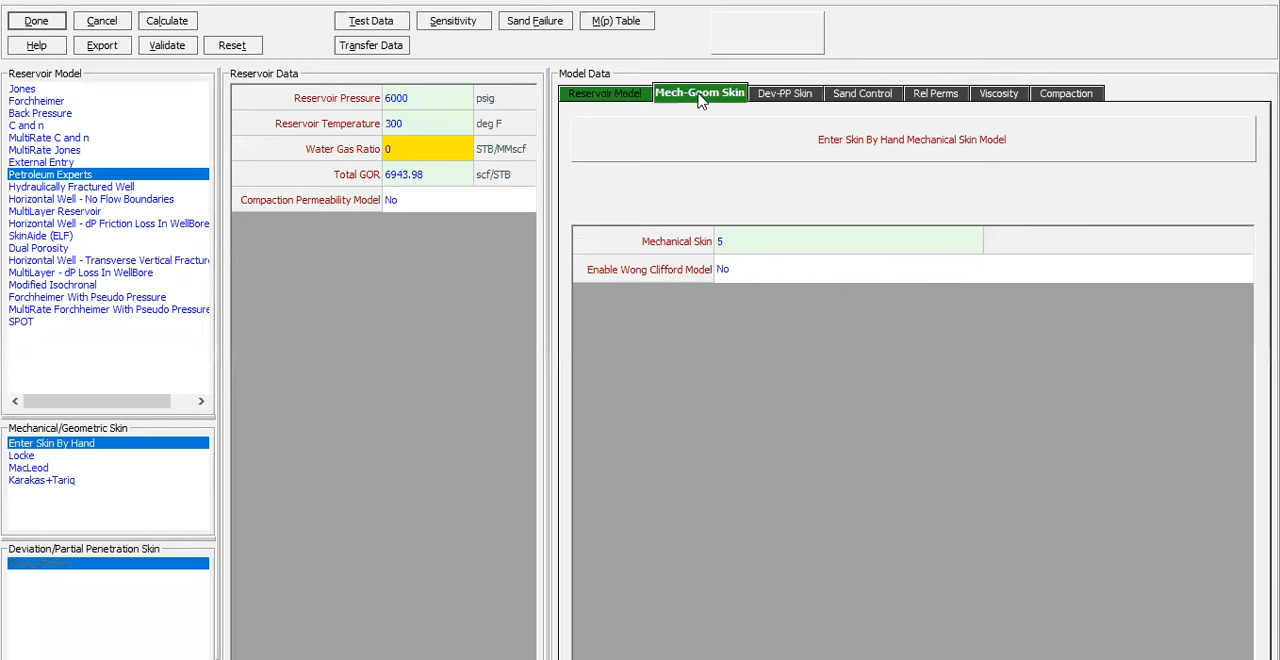 Done Cancel Calculate Test Data Sensitivity Sand Failure M(p) Table
Help Export Validate Reset Transfer Data
Reservoir Model
Jones
Forchheimer
Back Pressure
C and n
MultiRate C and n
MultiRate Jones
External Entry
Petroleum Experts
Hydraulically Fractured Well
Horizontal Well - No Flow Boundaries
MultiLayer Reservoir
Horizontal Well - dP Friction Loss In WellBore
SkinAide (ELF)
Dual Porosity
Horizontal Well - Transverse Vertical Fracture
MultiLayer - dP Loss In WellBore
Modified Isochronal
Forchheimer With Pseudo Pressure
MultiRate Forchheimer With Pseudo Pressure
SPOT
Mechanical/Geometric Skin
Enter Skin By Hand
Locke
MacLeod
Karakas+Tariq
Deviation/Partial Penetration Skin
Reservoir Data
Reservoir Pressure 6000 psig
Reservoir Temperature 300 deg F
Water Gas Ratio 0 STB/MMscf
Total GOR 6943.98 scf/STB
Compaction Permeability Model No
Model Data
Reservoir Model Mech-Geom Skin Dev-PP Skin Sand Control Rel Perms Viscosity Compaction
Enter Skin By Hand Mechanical Skin Model
Mechanical Skin 5
Enable Wong Clifford Model No